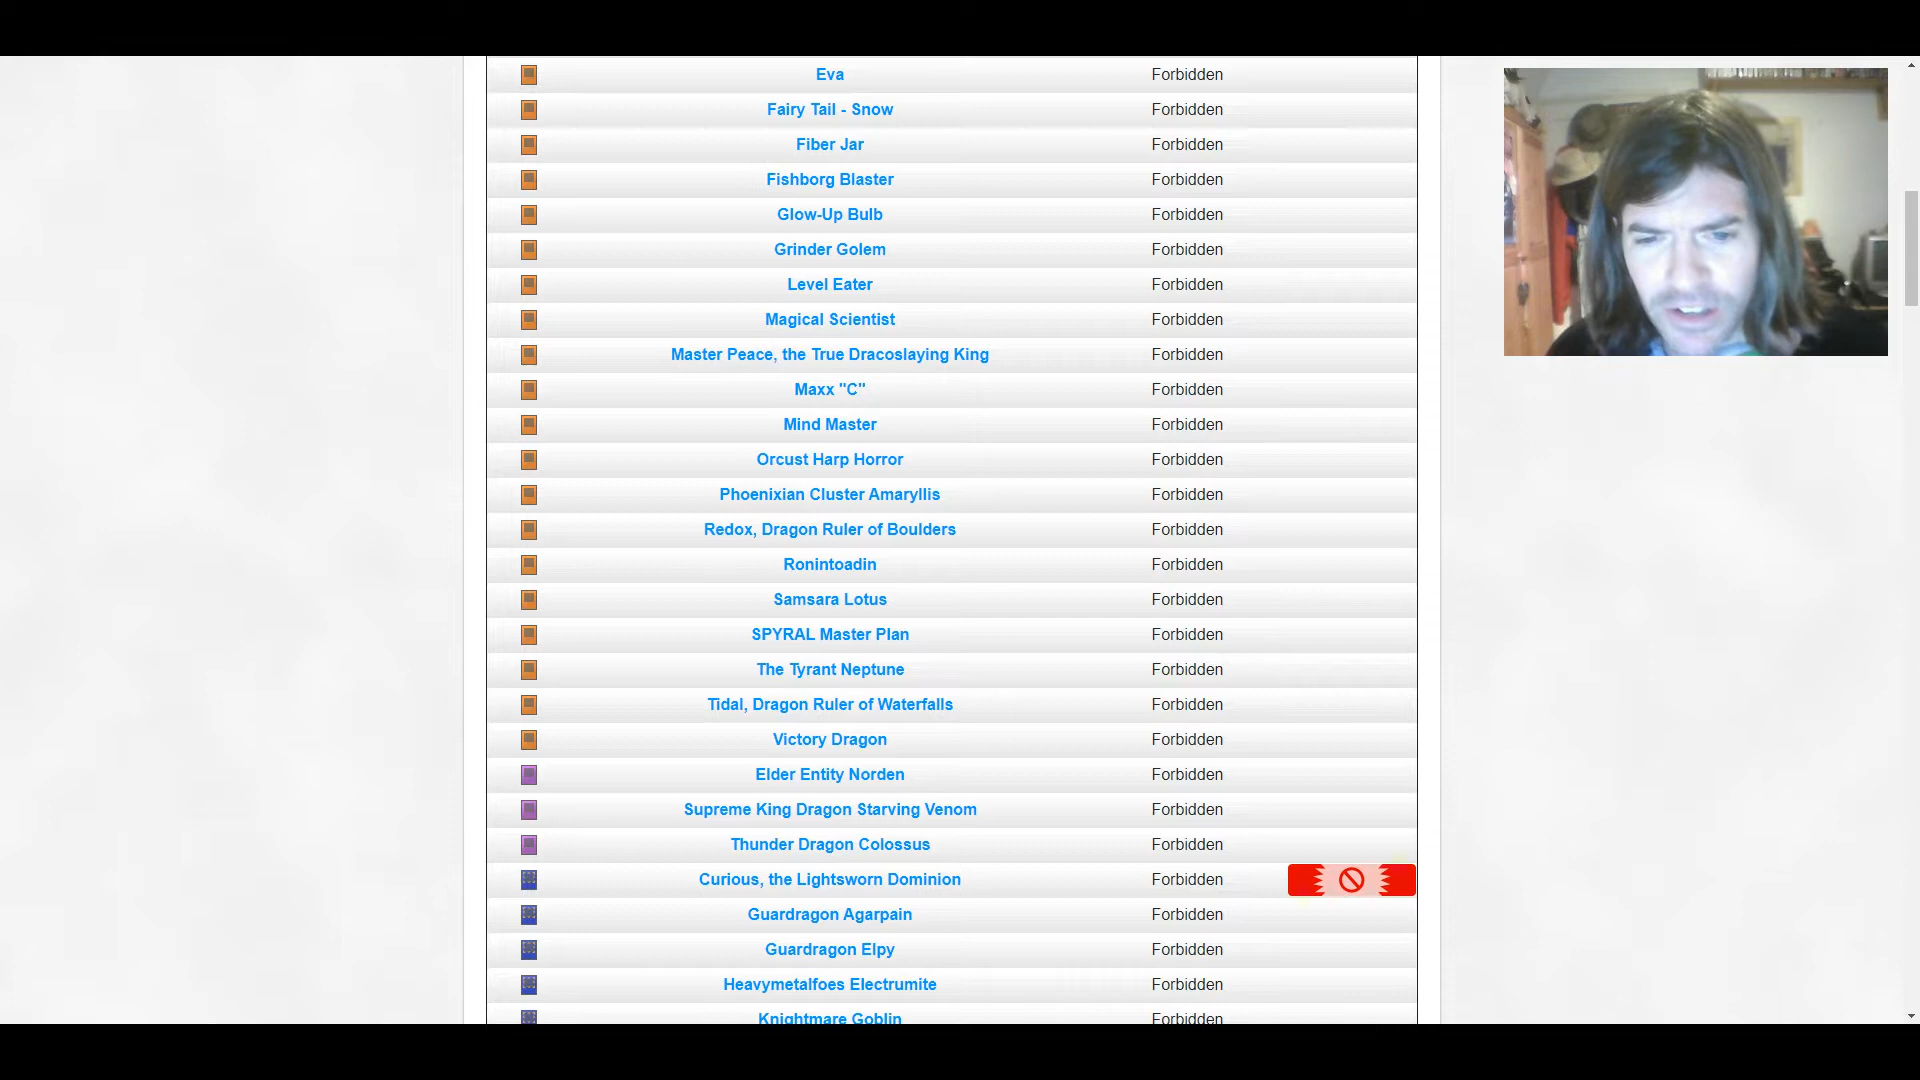 Eva Forbidden
Fairy Tail - Snow Forbidden
Fiber Jar Forbidden
Fishborg Blaster Forbidden
Glow-Up Bulb Forbidden
Grinder Golem Forbidden
Level Eater Forbidden
Magical Scientist Forbidden
Master Peace, the True Dracoslaying King Forbidden
Maxx "C" Forbidden
Mind Master Forbidden
Orcust Harp Horror Forbidden
Phoenixian Cluster Amaryllis Forbidden
Redox, Dragon Ruler of Boulders Forbidden
Ronintoadin Forbidden
Samsara Lotus Forbidden
SPYRAL Master Plan Forbidden
The Tyrant Neptune Forbidden
Tidal, Dragon Ruler of Waterfalls Forbidden
Victory Dragon Forbidden
Elder Entity Norden Forbidden
Supreme King Dragon Starving Venom Forbidden
Thunder Dragon Colossus Forbidden
Curious, the Lightsworn Dominion Forbidden
Guardragon Agarpain Forbidden
Guardragon Elpy Forbidden
Heavymetalfoes Electrumite Forbidden
Knightmare Goblin Forbidden